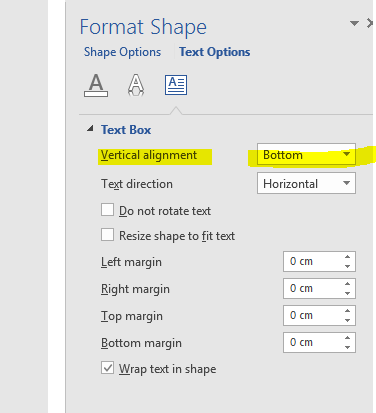 Format Shape
Shape Options Text Options
A A
Text Box
Vertical alignment Bottom
Text direction Horizontal
Do not rotate text
Resize shape to fit text
Left margin 0 cm
Right margin 0 cm
Top margin 0 cm
Bottom margin 0 cm
Wrap text in shape